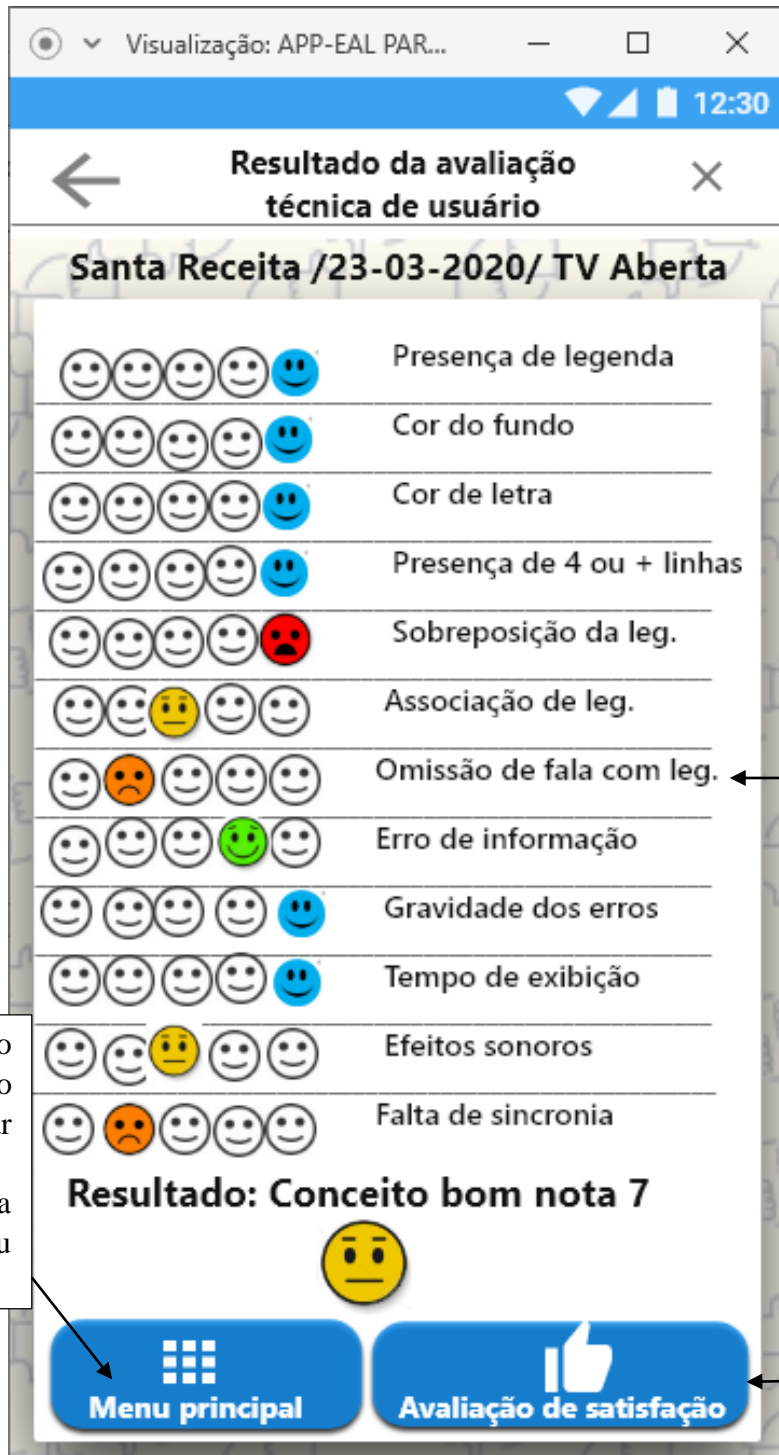 Visualização: APP-EAL PAR...
12:30
Resultado da avaliação
técnica de usuário
Santa Receita /23-03-2020/ TV Aberta
Presença de legenda
Cor do fundo
Cor de letra
Presença de 4 ou + linhas
Sobreposição da leg.
Associação de leg.
Omissão de fala com leg.
Erro de informação
Gravidade dos erros
Tempo de exibição
Efeitos sonoros
Falta de sincronia
Resultado: Conceito bom nota 7
Menu principal
Avaliação de satisfação